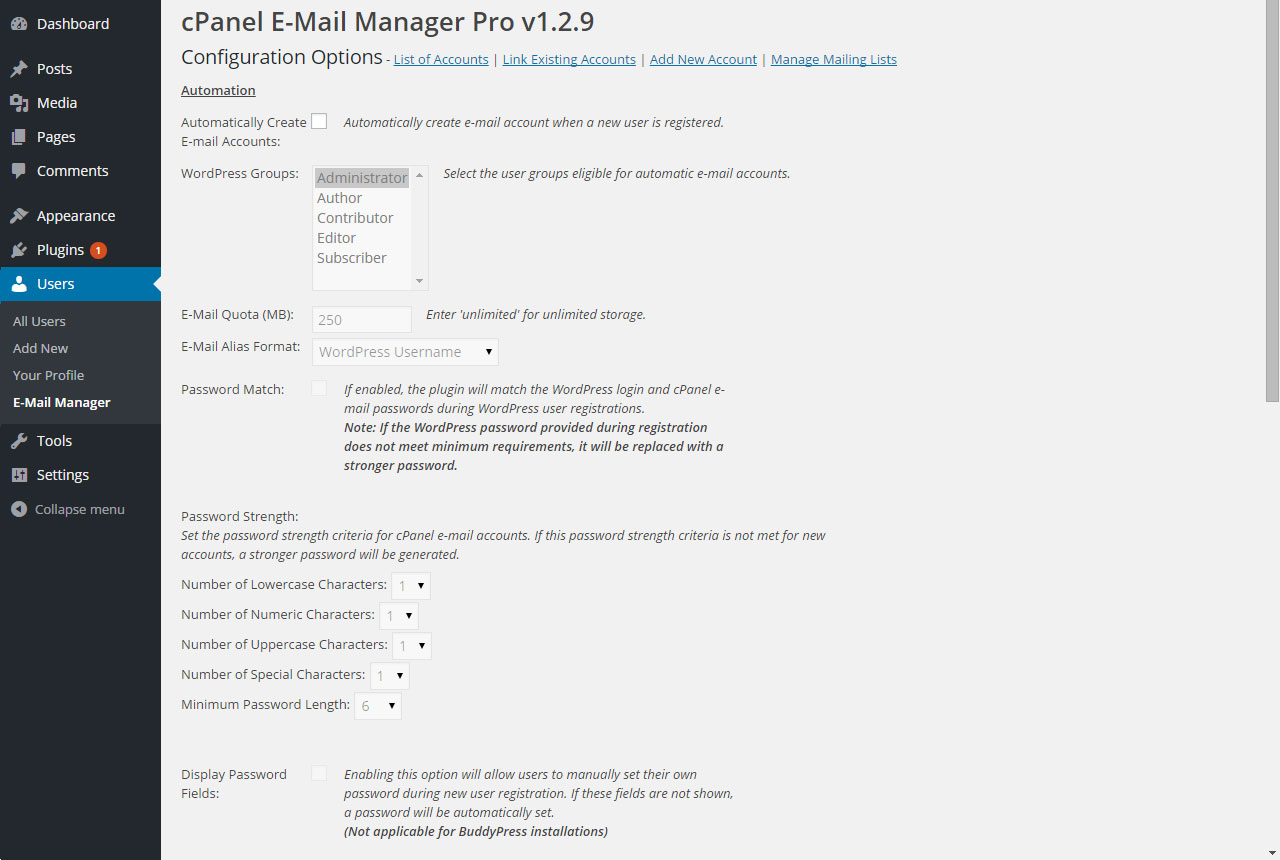 Dashboard
Posts
Media
Pages
Comments
Appearance
Plugins 1
Users
All Users
Add New
Your Profile
E-Mail Manager
Tools
Settings
Collapse menu
cPanel E-Mail Manager Pro v1.2.9
Configuration Options - List of Accounts | Link Existing Accounts | Add New Account | Manage Mailing Lists
Automation
Automatically Create
E-mail Accounts:
Automatically create e-mail account when a new user is registered.
WordPress Groups:
Administrator
Author
Contributor
Editor
Subscriber
Select the user groups eligible for automatic e-mail accounts.
E-Mail Quota (MB): 250 Enter 'unlimited' for unlimited storage.
E-Mail Alias Format: WordPress Username
Password Match:
If enabled, the plugin will match the WordPress login and cPanel e-
mail passwords during WordPress user registrations.
Note: If the WordPress password provided during registration
does not meet minimum requirements, it will be replaced with a
stronger password.
Password Strength:
Set the password strength criteria for cPanel e-mail accounts. If this password strength criteria is not met for new
accounts, a stronger password will be generated.
Number of Lowercase Characters: 1
Number of Numeric Characters: 1
Number of Uppercase Characters: 1
Number of Special Characters: 1
Minimum Password Length: 6
Display Password
Fields:
Enabling this option will allow users to manually set their own
password during new user registration. If these fields are not shown,
a password will be automatically set.
(Not applicable for BuddyPress installations)